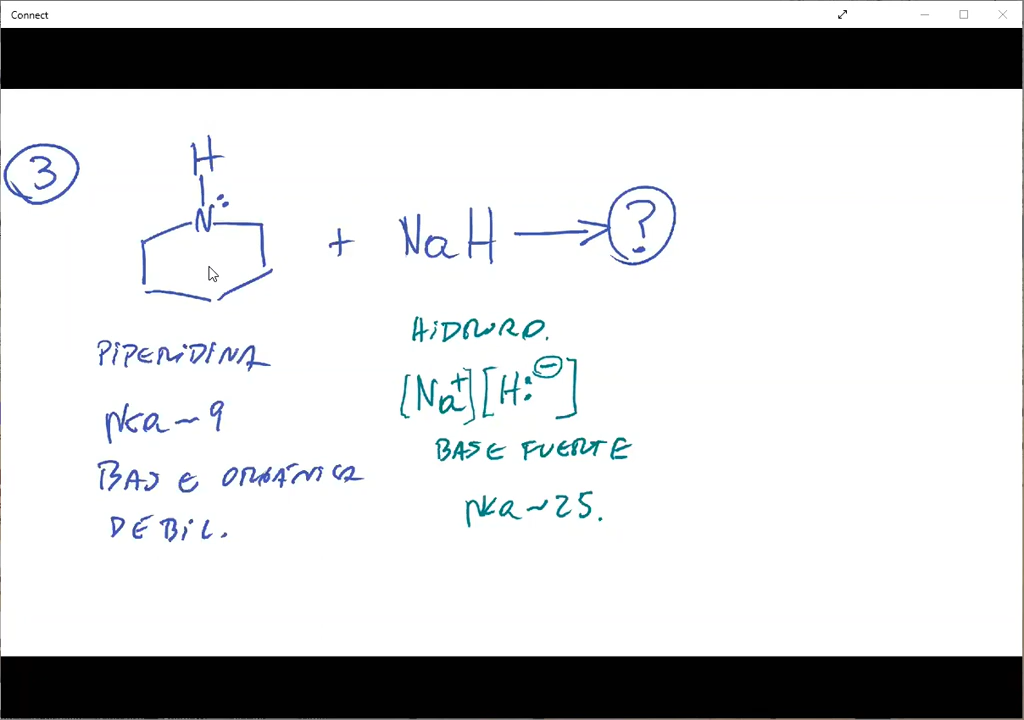 Connect
3
H
N:
+ NaH → ?
PIPERIDINA
pka ~ 9
BASE ORGÁNICA
DEBIL.
HIDRURO.
[Na+][H:⊖]
BASE FUERTE
pka ~ 25.